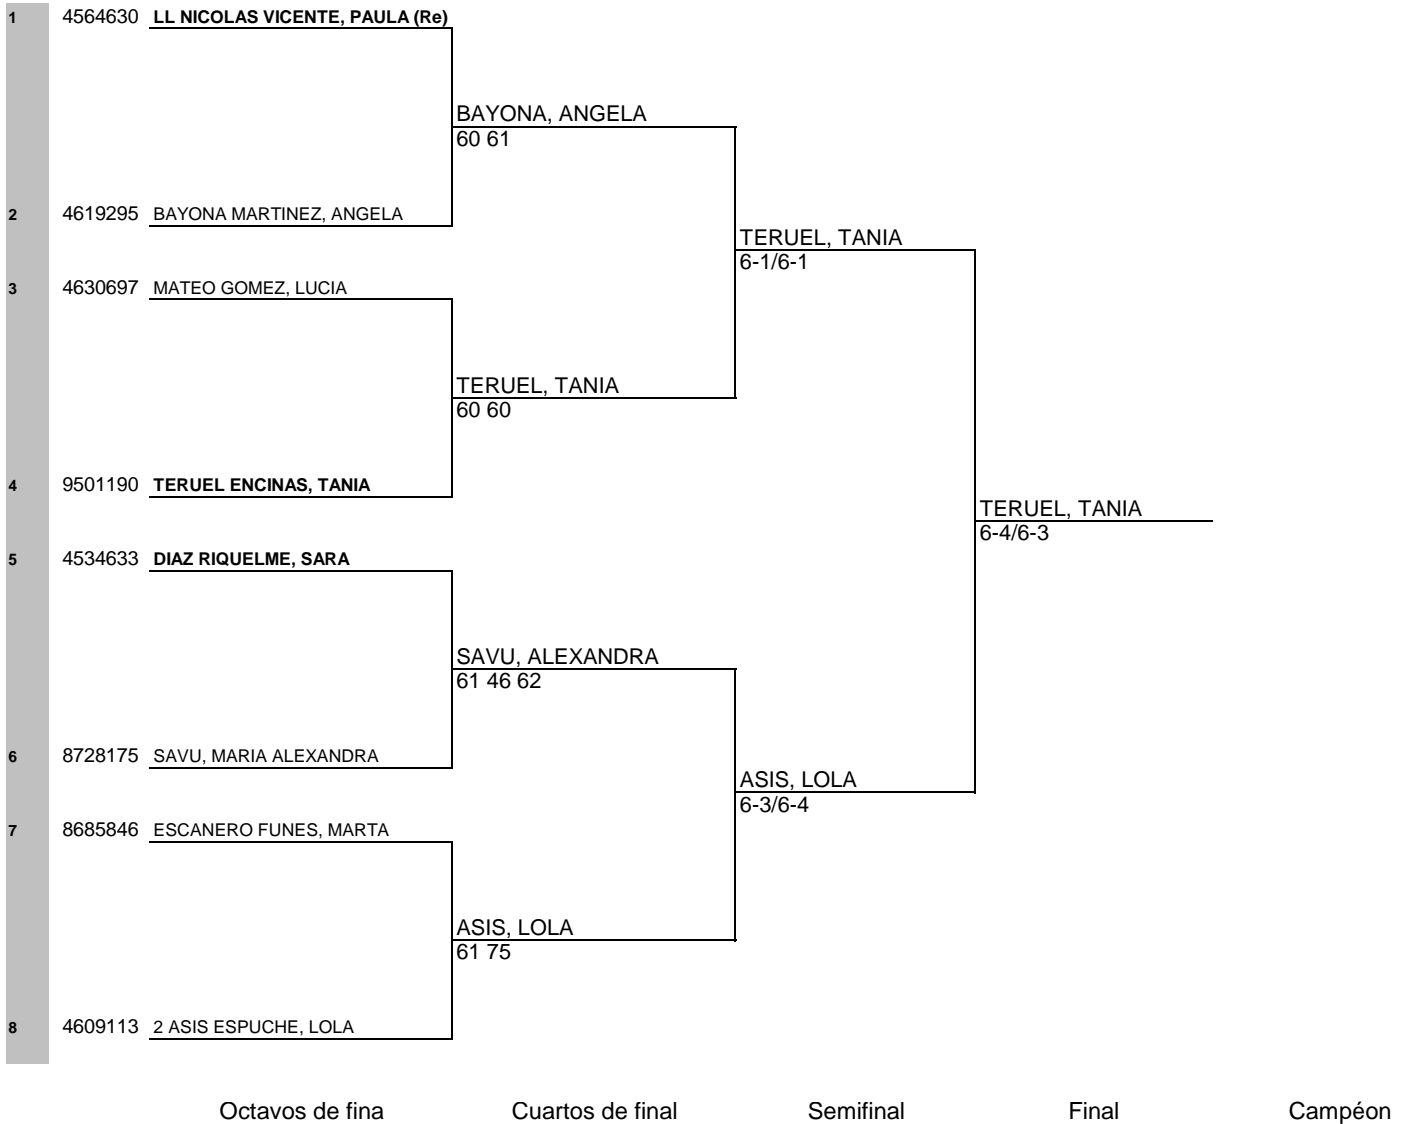 1 4564630 LL NICOLAS VICENTE, PAULA (Re)
BAYONA, ANGELA
60 61
2 4619295 BAYONA MARTINEZ, ANGELA
TERUEL, TANIA
6-1/6-1
3 4630697 MATEO GOMEZ, LUCIA
TERUEL, TANIA
60 60
4 9501190 TERUEL ENCINAS, TANIA
TERUEL, TANIA
6-4/6-3
5 4534633 DIAZ RIQUELME, SARA
SAVU, ALEXANDRA
61 46 62
6 8728175 SAVU, MARIA ALEXANDRA
ASIS, LOLA
6-3/6-4
7 8685846 ESCANERO FUNES, MARTA
ASIS, LOLA
61 75
8 4609113 2 ASIS ESPUCHE, LOLA
Octavos de fina Cuartos de final Semifinal Final Campéon